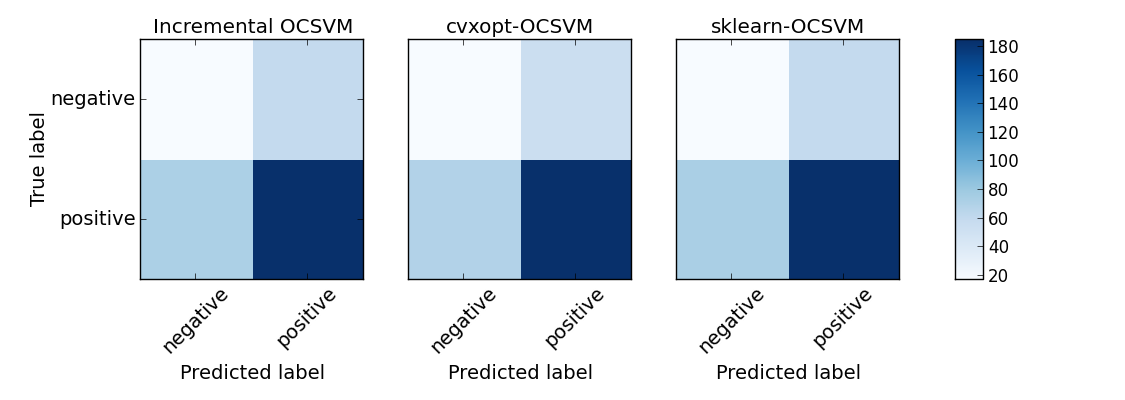 Incremental OCSVM
cvxopt-OCSVM
sklearn-OCSVM
True label
negative
positive
negative
positive
negative
positive
negative
positive
Predicted label
Predicted label
Predicted label
180
160
140
120
100
80
60
40
20